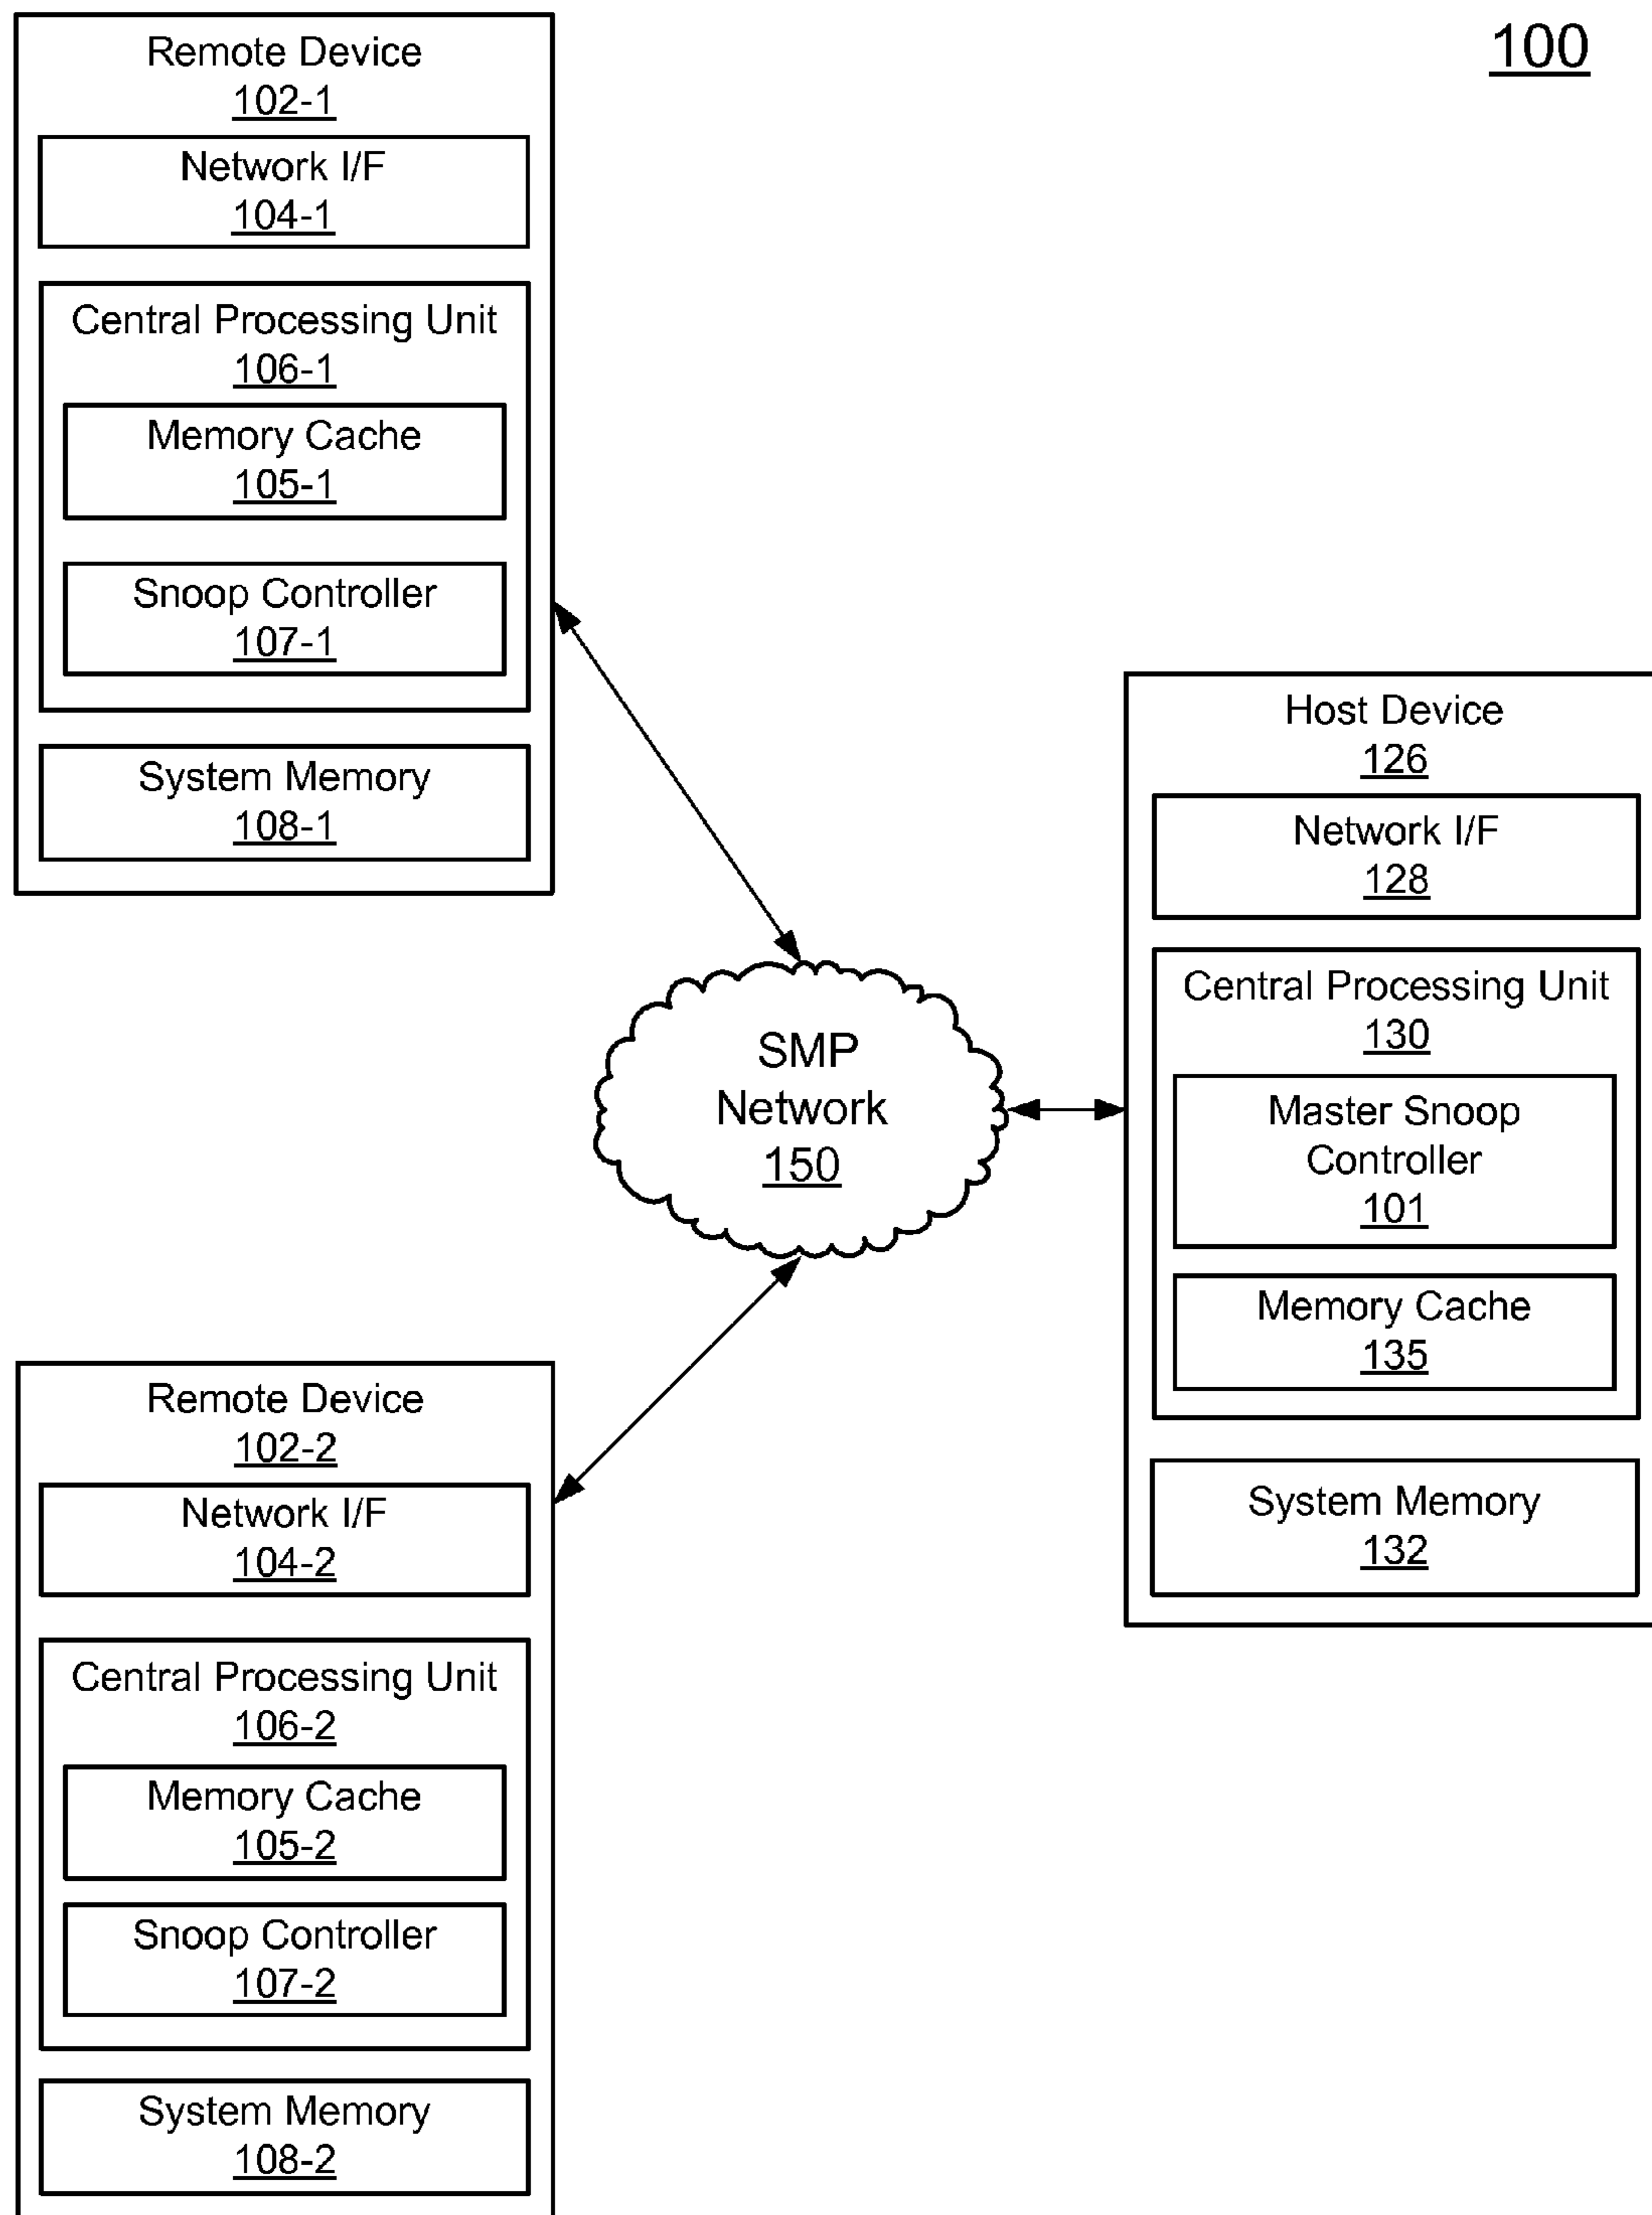 100
Remote Device
102-1
Network I/F
104-1
Central Processing Unit
106-1
Memory Cache
105-1
Snoop Controller
107-1
System Memory
108-1
SMP
Network
150
Host Device
126
Network I/F
128
Central Processing Unit
130
Master Snoop
Controller
101
Memory Cache
135
System Memory
132
Remote Device
102-2
Network I/F
104-2
Central Processing Unit
106-2
Memory Cache
105-2
Snoop Controller
107-2
System Memory
108-2